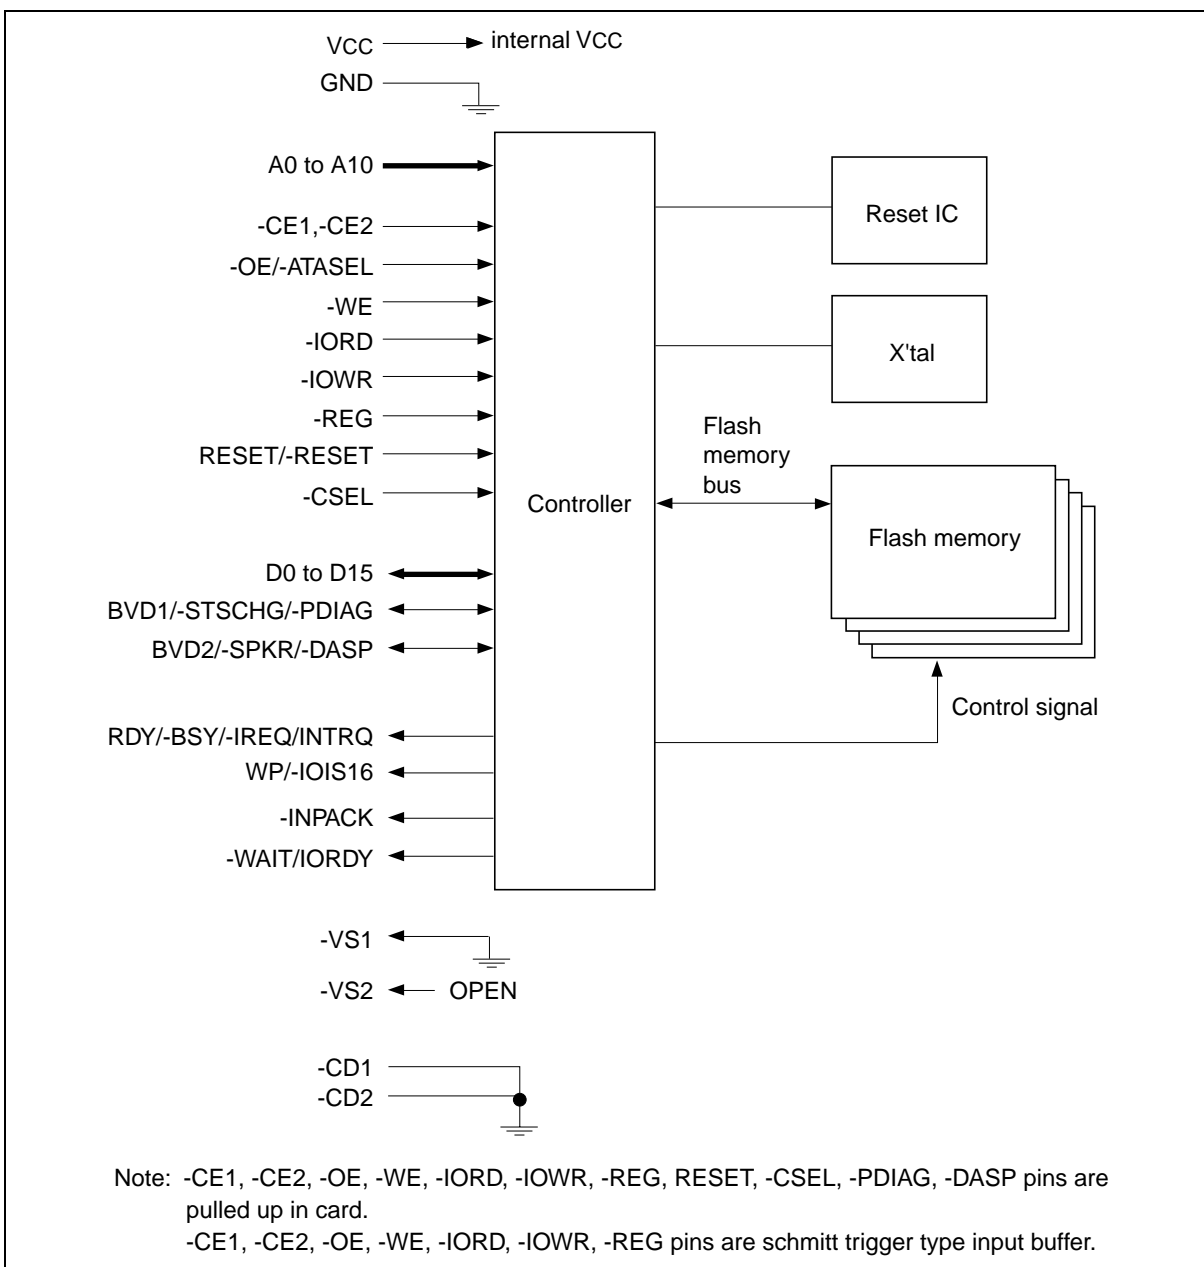 VCC
internal VCC
GND
A0 to A10
-CE1,-CE2
-OE/-ATASEL
-WE
-IORD
-IOWR
-REG
RESET/-RESET
-CSEL
D0 to D15
BVD1/-STSCHG/-PDIAG
BVD2/-SPKR/-DASP
RDY/-BSY/-IREQ/INTRQ
WP/-IOIS16
-INPACK
-WAIT/IORDY
Controller
Reset IC
X'tal
Flash
memory
bus
Flash memory
Control signal
-VS1
-VS2
OPEN
-CD1
-CD2
Note: -CE1, -CE2, -OE, -WE, -IORD, -IOWR, -REG, RESET, -CSEL, -PDIAG, -DASP pins are
pulled up in card.
-CE1, -CE2, -OE, -WE, -IORD, -IOWR, -REG pins are schmitt trigger type input buffer.